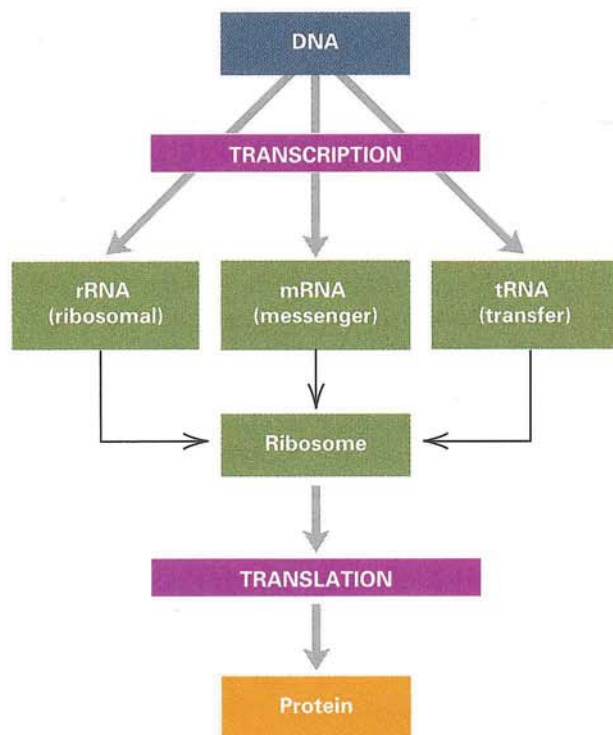 DNA
TRANSCRIPTION
rRNA
(ribosomal)
mRNA
(messenger)
tRNA
(transfer)
Ribosome
TRANSLATION
Protein